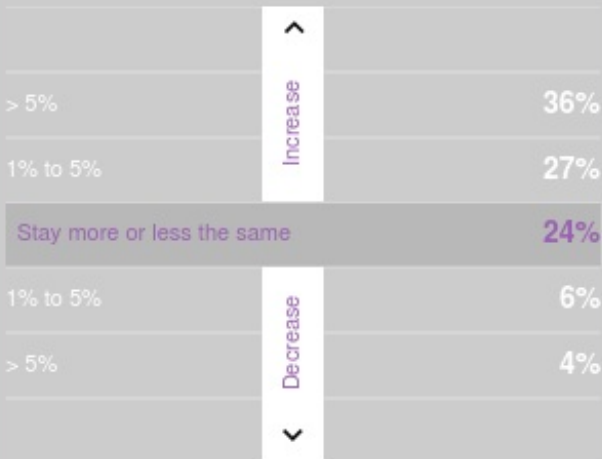 > 5%
36%
Increase
1% to 5%
27%
Stay more or less the same
24%
1% to 5%
6%
Decrease
> 5%
4%